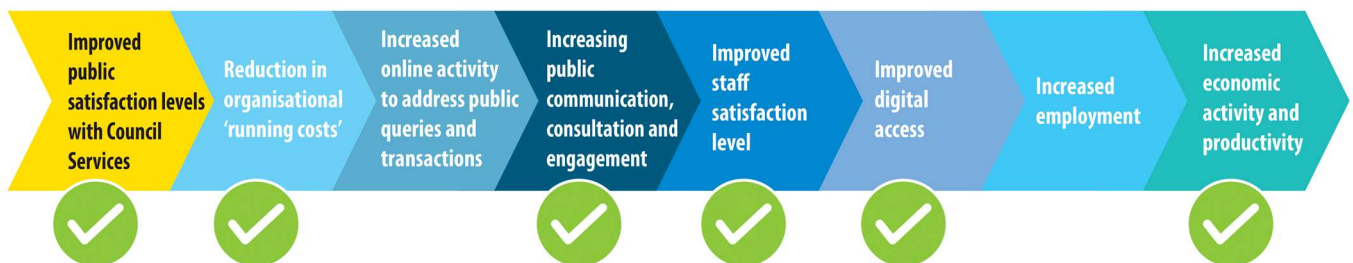 Improved
public
satisfaction levels
with Council
Services
Reduction in
organisational
‘running costs’
Increased
online activity
to address public
queries and
transactions
Increasing
public
communication,
consultation and
engagement
Improved
staff
satisfaction
level
Improved
digital
access
Increased
employment
Increased
economic
activity and
productivity